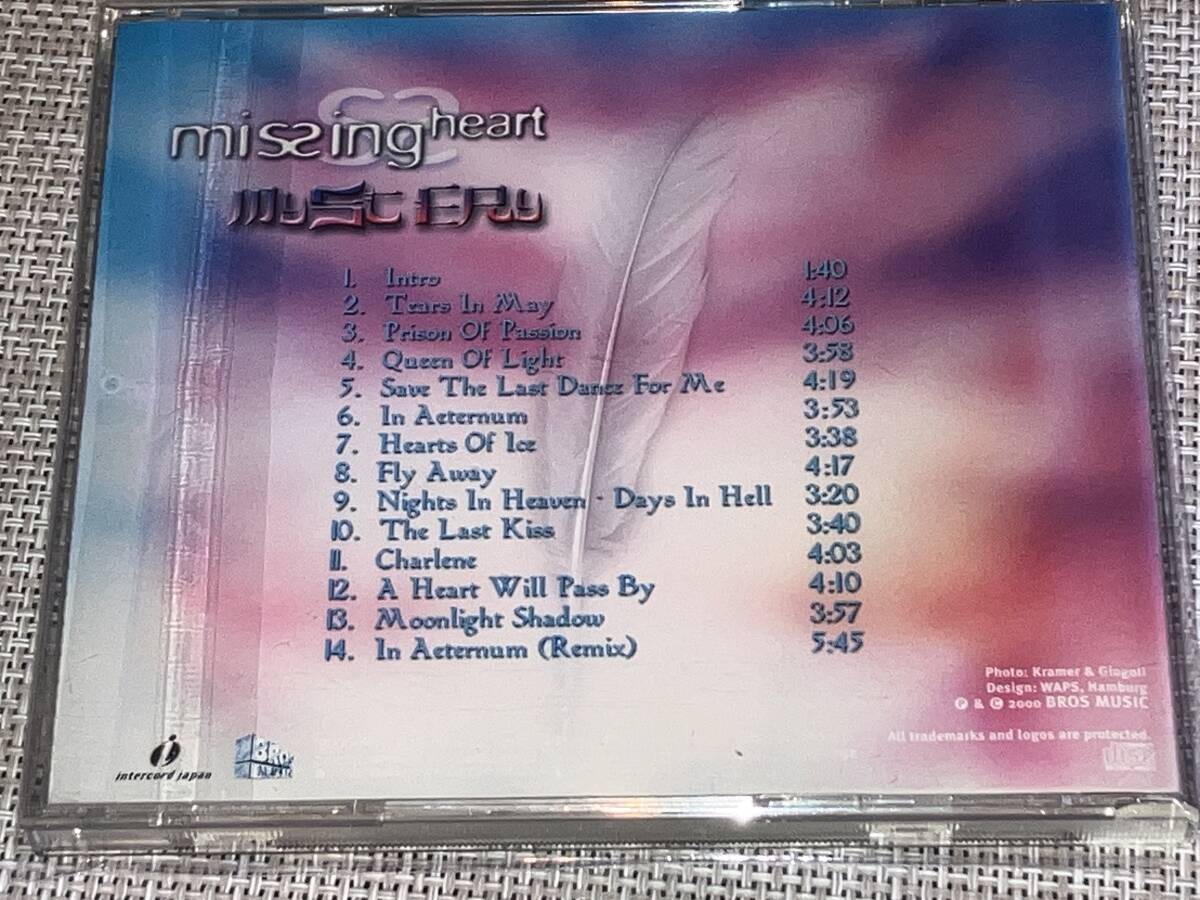 missing heart
MYSTERY
1. Intro 1:40
2. Tears In May 4:12
3. Prison Of Passion 4:06
4. Queen Of Light 3:58
5. Save The Last Dance For Me 4:19
6. In Aeternum 3:53
7. Hearts Of Ice 3:38
8. Fly Away 4:17
9. Nights In Heaven - Days In Hell 3:20
10. The Last Kiss 3:40
11. Charlene 4:03
12. A Heart Will Pass By 4:10
13. Moonlight Shadow 3:57
14. In Aeternum (Remix) 5:45
Photo: Kramer & Giogoli
Design: WAPS, Hamburg
℗ & © 2000 BROS MUSIC
All trademarks and logos are protected.
intercord japan
BROS
disc